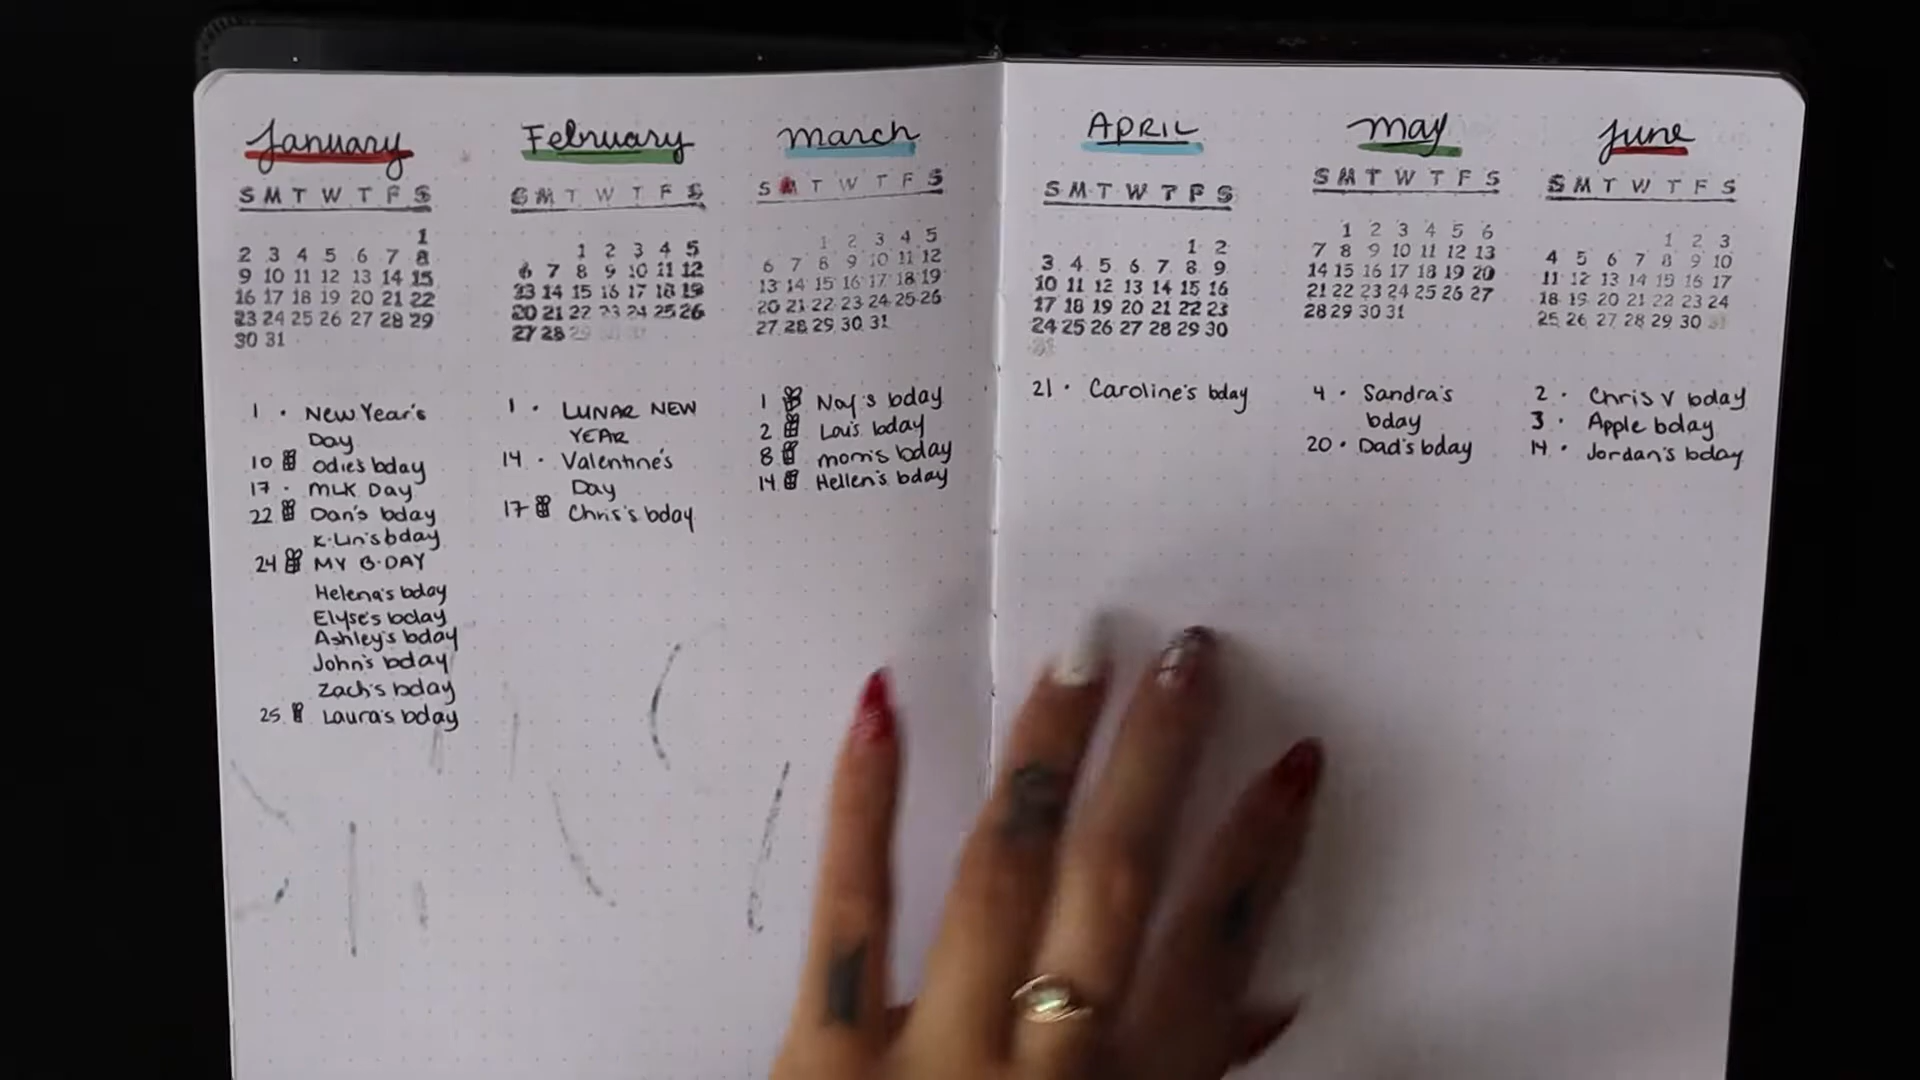 January
S M T W T F S
1
2 3 4 5 6 7 8
9 10 11 12 13 14 15
16 17 18 19 20 21 22
23 24 25 26 27 28 29
30 31
1 · New Year's
Day
10 Odie's bday
17 · MLK Day
22 Dan's bday
K-Lin's bday
24 MY B-DAY
Helena's bday
Elyse's bday
Ashley's bday
John's bday
Zach's bday
25 Laura's bday
February
S M T W T F S
1 2 3 4 5
6 7 8 9 10 11 12
13 14 15 16 17 18 19
20 21 22 23 24 25 26
27 28 29 30 31
1 · LUNAR NEW
YEAR
14 · Valentine's
Day
17 Chris's bday
March
S M T W T F S
1 2 3 4 5
6 7 8 9 10 11 12
13 14 15 16 17 18 19
20 21 22 23 24 25 26
27 28 29 30 31
1 bday
2 bday
8 mom's bday
14 Hellen's bday
APRIL
S M T W T F S
1 2
3 4 5 6 7 8 9
10 11 12 13 14 15 16
17 18 19 20 21 22 23
24 25 26 27 28 29 30
31
21 · Caroline's bday
May
S M T W T F S
1 2 3 4 5 6
7 8 9 10 11 12 13
14 15 16 17 18 19 20
21 22 23 24 25 26 27
28 29 30 31
4 · Sandra's
bday
20 · Dad's bday
June
S M T W T F S
1 2 3
4 5 6 7 8 9 10
11 12 13 14 15 16 17
18 19 20 21 22 23 24
25 26 27 28 29 30 31
2 · Chris V bday
3 · Apple bday
14 · Jordan's bday